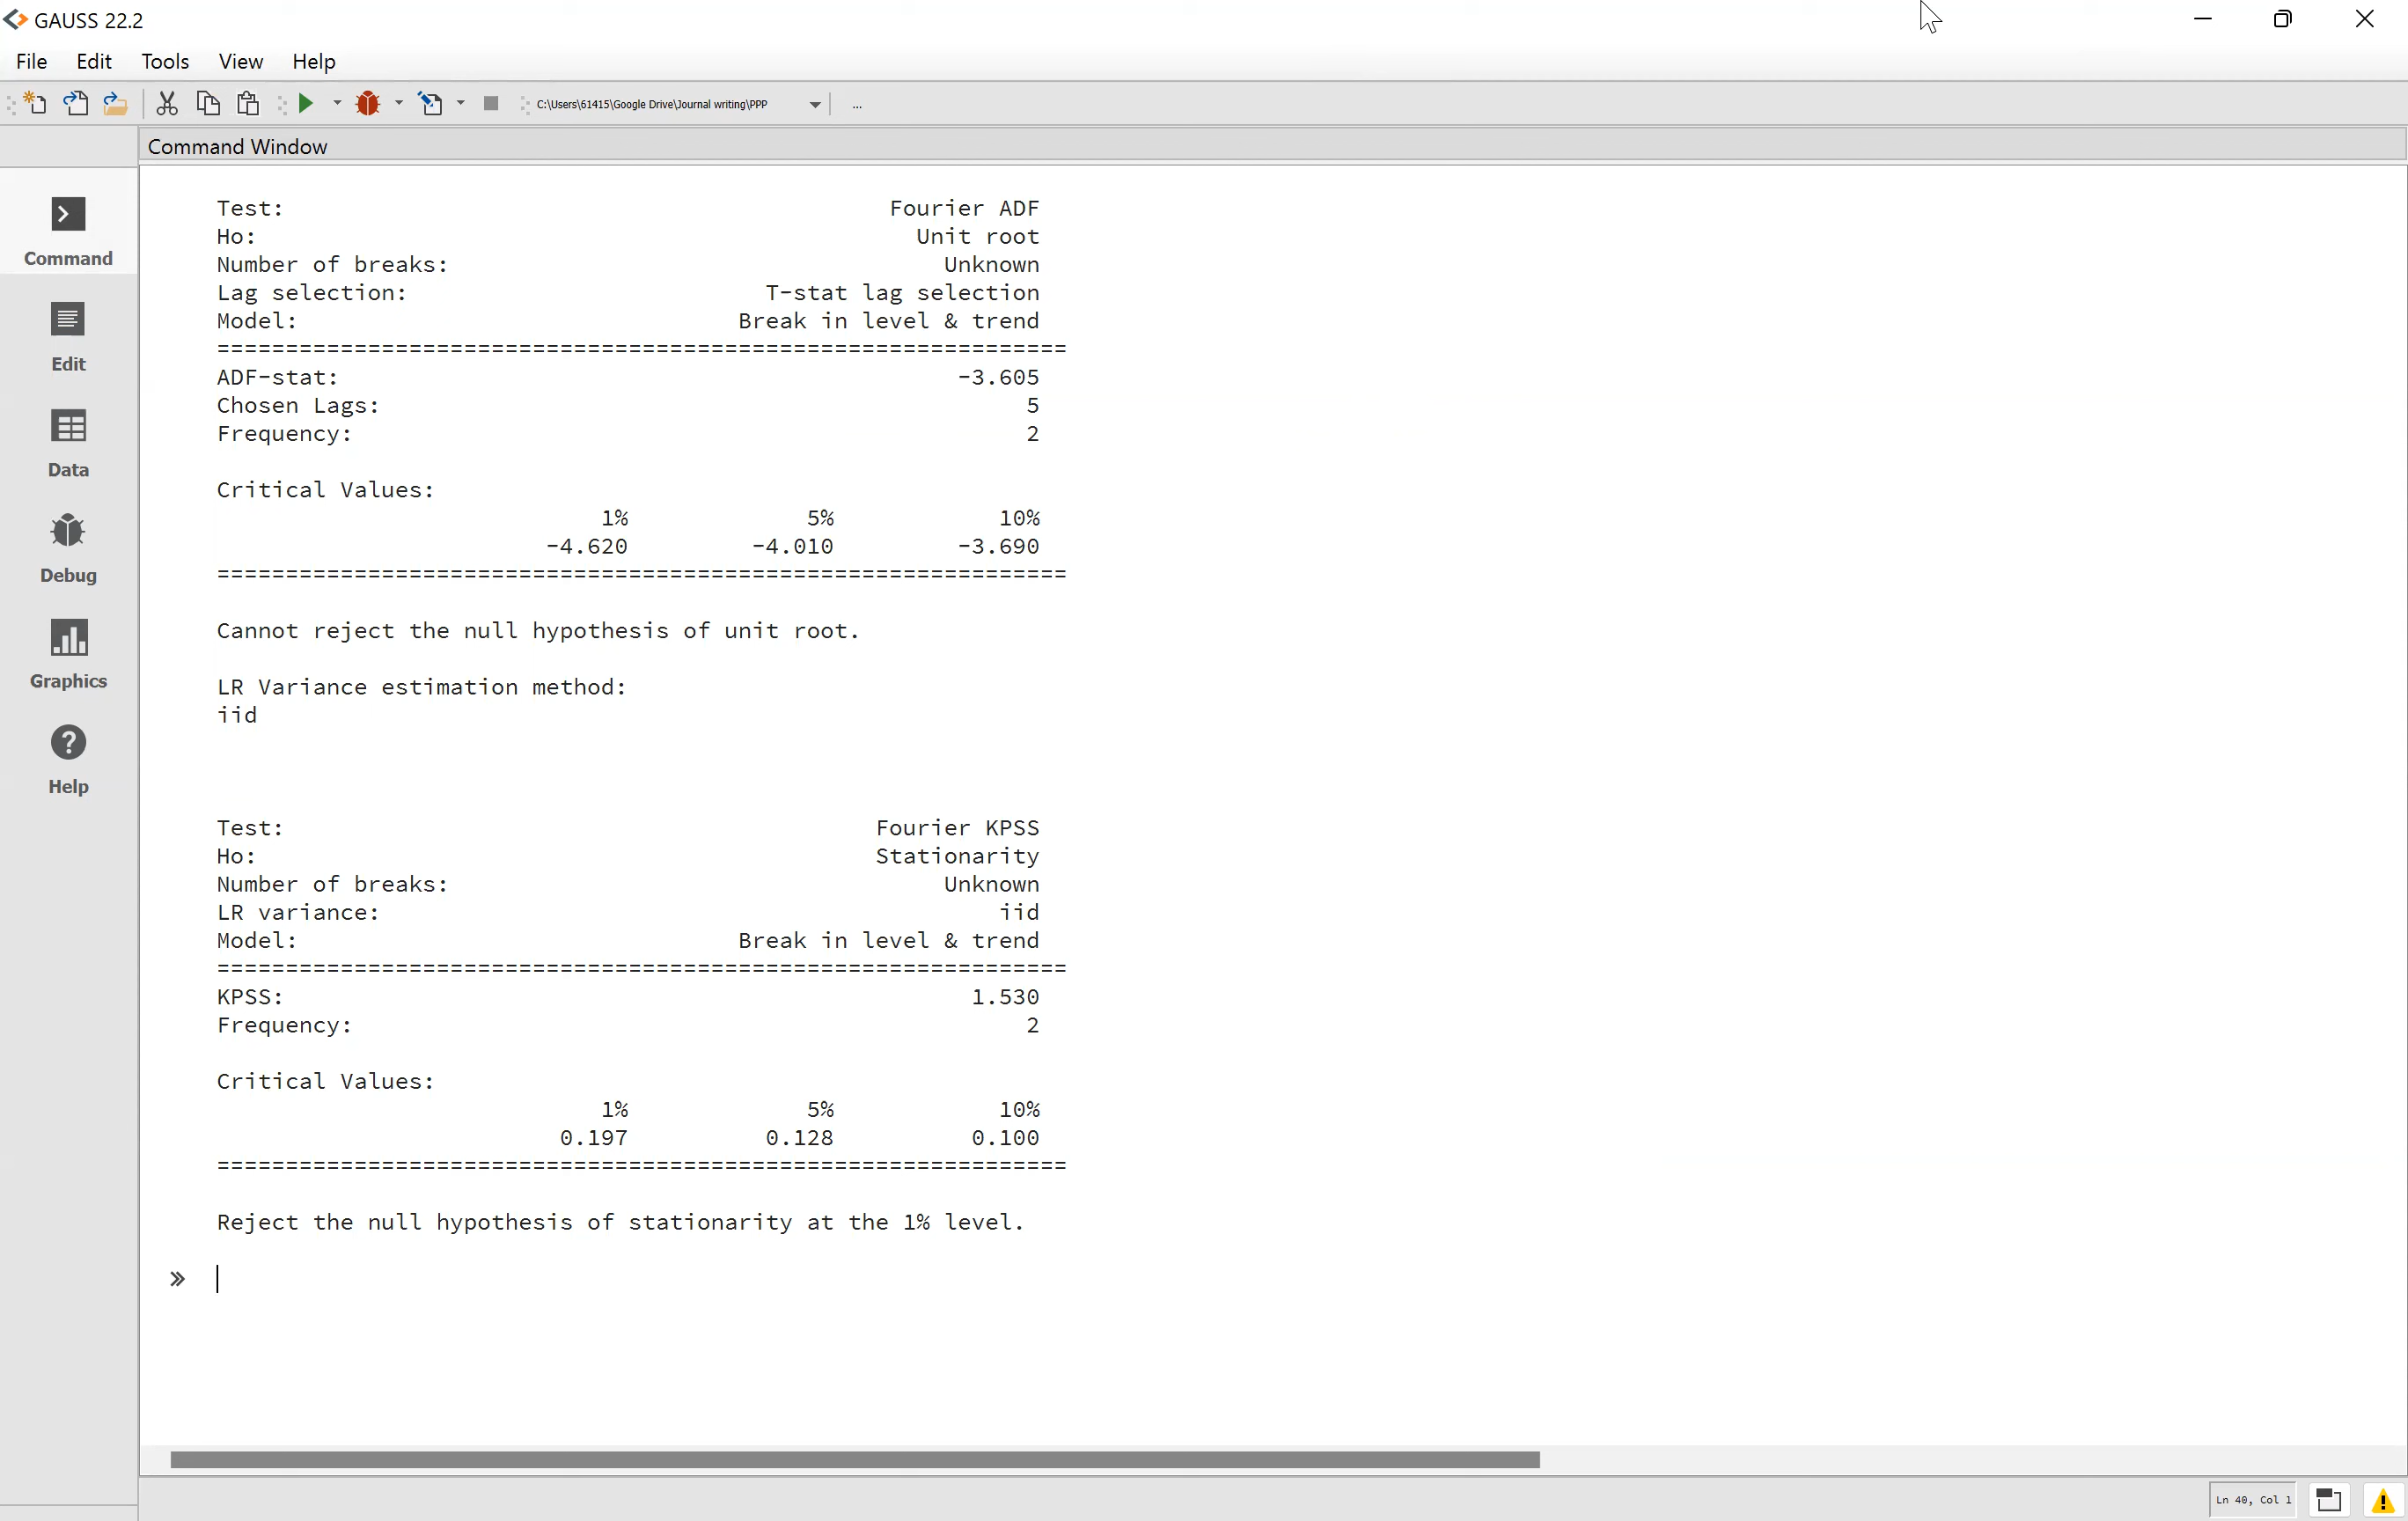 GAUSS 22.2
File Edit Tools View Help
C:\Users\61415\Google Drive\Journal writing\PPP ...
Command Window
Command
Edit
Data
Debug
Graphics
Help
Test: Fourier ADF
Ho: Unit root
Number of breaks: Unknown
Lag selection: T-stat lag selection
Model: Break in level & trend
==============================================================
ADF-stat: -3.605
Chosen Lags: 5
Frequency: 2
Critical Values:
1% 5% 10%
-4.620 -4.010 -3.690
==============================================================
Cannot reject the null hypothesis of unit root.
LR Variance estimation method:
iid
Test: Fourier KPSS
Ho: Stationarity
Number of breaks: Unknown
LR variance: iid
Model: Break in level & trend
==============================================================
KPSS: 1.530
Frequency: 2
Critical Values:
1% 5% 10%
0.197 0.128 0.100
==============================================================
Reject the null hypothesis of stationarity at the 1% level.
»
Ln 40, Col 1